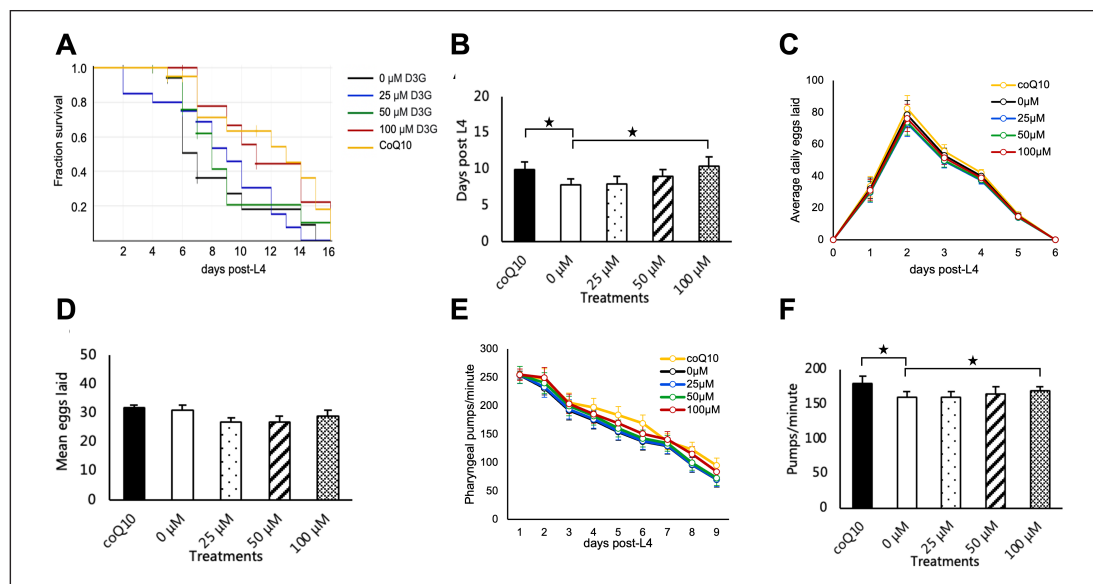 A
Fraction survival
1.0
0.8
0.6
0.4
0.2
2 4 6 8 10 12 14 16
days post-L4
0 µM D3G
25 µM D3G
50 µM D3G
100 µM D3G
CoQ10
B
Days post L4
20
15
10
5
0
★ ★
coQ10 0 µM 25 µM 50 µM 100 µM
Treatments
C
Average daily eggs laid
100
80
60
40
20
0
0 1 2 3 4 5 6
days post-L4
coQ10
0µM
25µM
50µM
100µM
D
Mean eggs laid
50
40
30
20
10
0
coQ10 0 µM 25 µM 50 µM 100 µM
Treatments
E
Pharyngeal pumps/minute
300
250
200
150
100
50
0
1 2 3 4 5 6 7 8 9
days post-L4
coQ10
0µM
25µM
50µM
100µM
F
Pumps/minute
200
150
100
50
0
★ ★
coQ10 0 µM 25 µM 50 µM 100 µM
Treatments